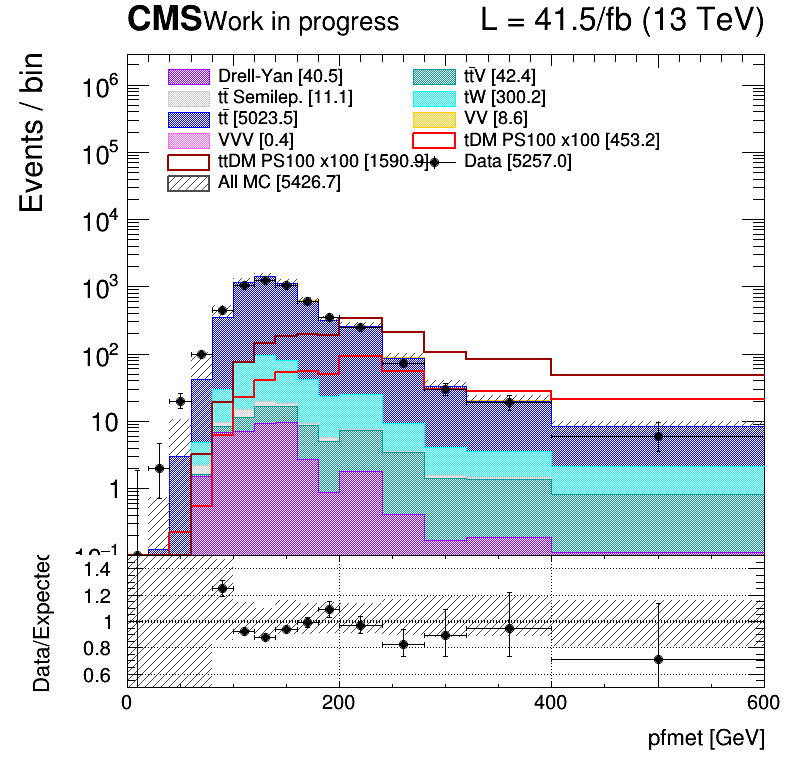 CMS Work in progress L = 41.5/fb (13 TeV)
Events / bin
Drell-Yan [40.5] tt̄V [42.4]
tt̄ Semilep. [11.1] tW [300.2]
tt̄ [5023.5] VV [8.6]
VVV [0.4] tDM PS100 x100 [453.2]
ttDM PS100 x100 [1590.9] Data [5257.0]
All MC [5426.7]
10⁶
10⁵
10⁴
10³
10²
10
1
10⁻¹
Data/Expected
1.4
1.2
1
0.8
0.6
0 200 400 600
pfmet [GeV]